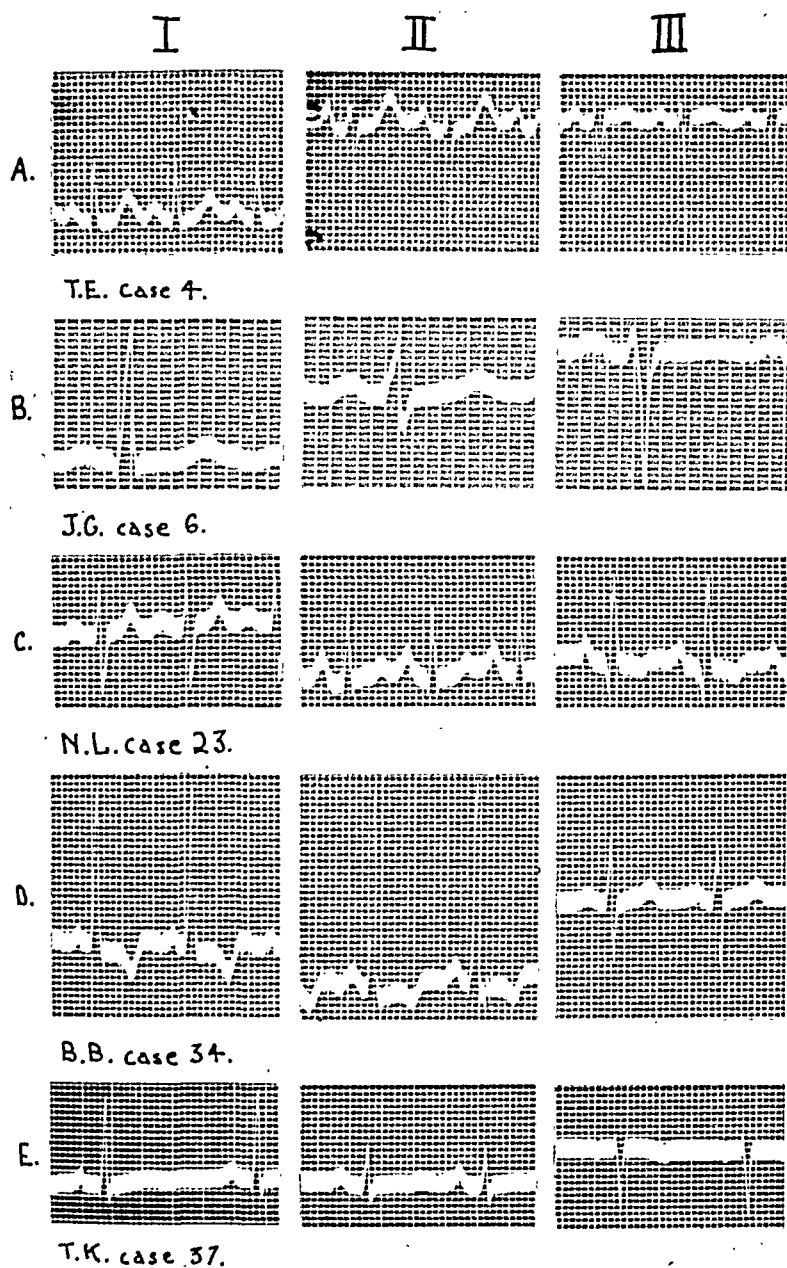 I II III
A.
T.E. case 4.
B.
J.G. case 6.
C.
N.L. case 23.
D.
B.B. case 34.
E.
T.K. case 37.